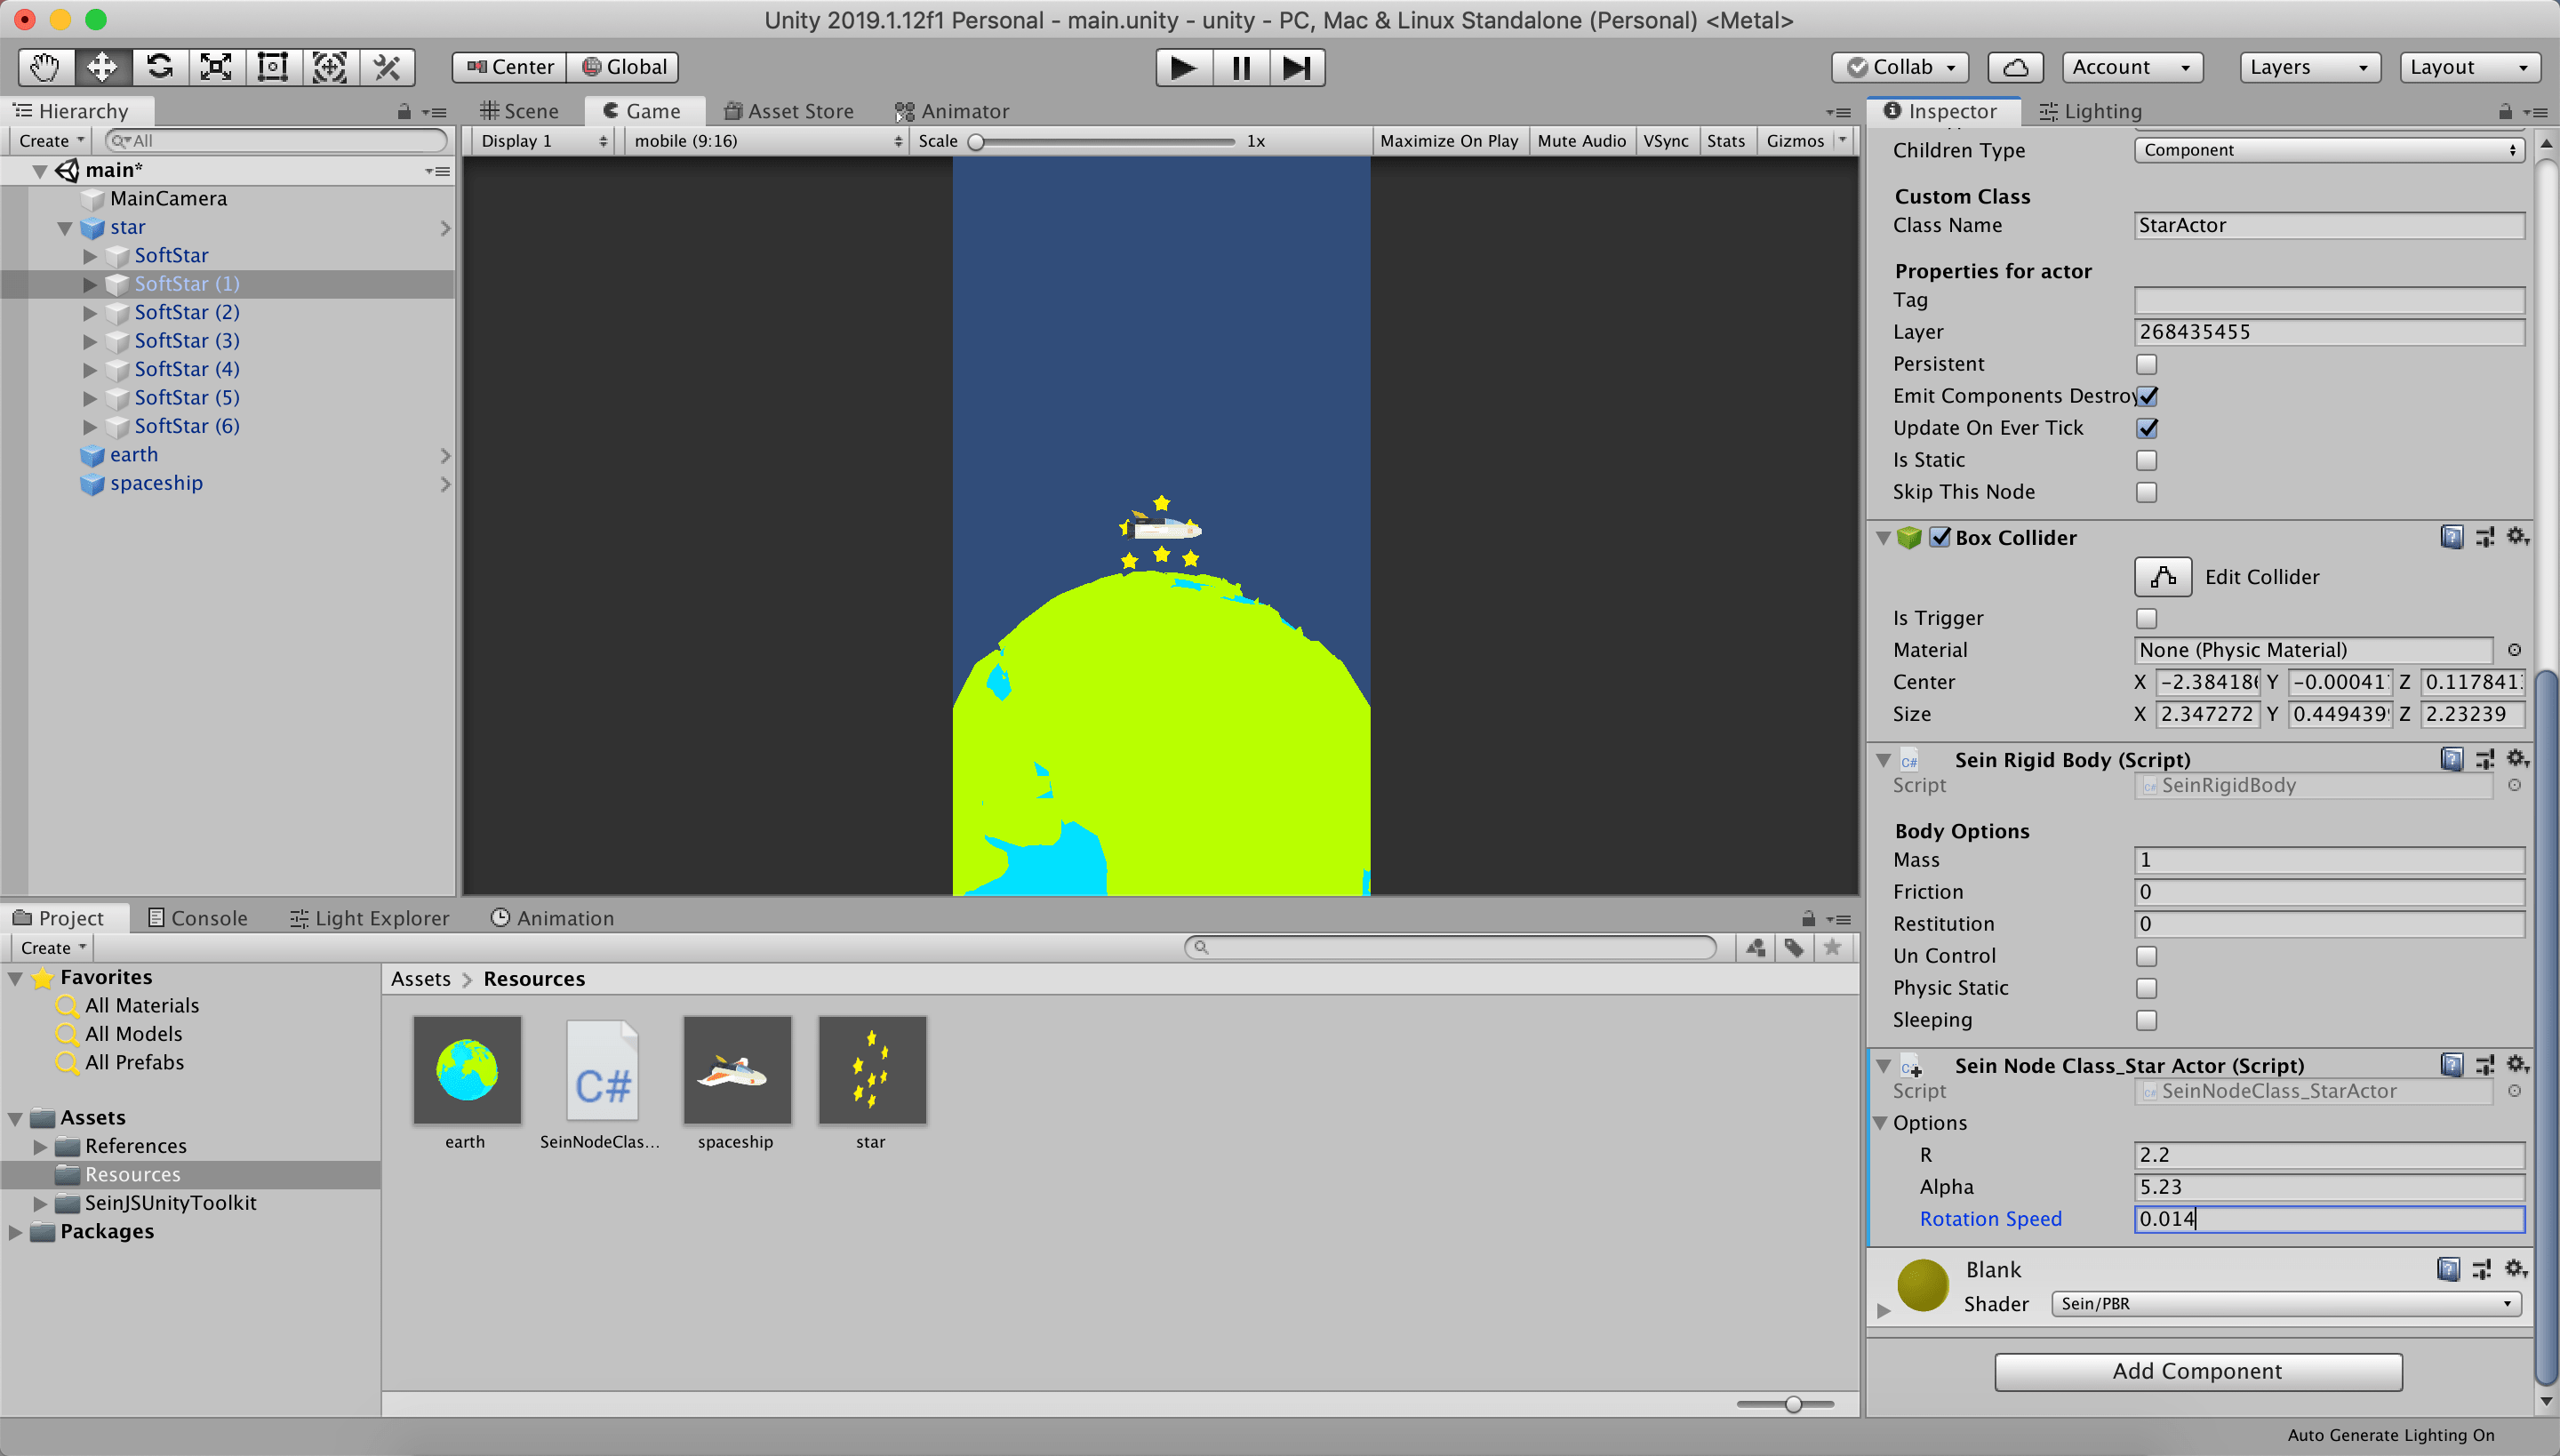 Unity 2019.1.12f1 Personal - main.unity - unity - PC, Mac & Linux Standalone (Personal) <Metal>
Center Global Collab Account Layers Layout
Hierarchy
Create All
main*
MainCamera
star
SoftStar
SoftStar (1)
SoftStar (2)
SoftStar (3)
SoftStar (4)
SoftStar (5)
SoftStar (6)
earth
spaceship
Scene Game Asset Store Animator
Display 1 mobile (9:16) Scale 1x Maximize On Play Mute Audio VSync Stats Gizmos
Inspector Lighting
Children Type Component
Custom Class
Class Name StarActor
Properties for actor
Tag
Layer 268435455
Persistent
Emit Components Destroy
Update On Ever Tick
Is Static
Skip This Node
Box Collider
Edit Collider
Is Trigger
Material None (Physic Material)
Center X -2.384186 Y -0.00041 Z 0.117841
Size X 2.347272 Y 0.449439 Z 2.23239
Sein Rigid Body (Script)
Script C# SeinRigidBody
Body Options
Mass 1
Friction 0
Restitution 0
Un Control
Physic Static
Sleeping
Sein Node Class_Star Actor (Script)
Script C# SeinNodeClass_StarActor
Options
R 2.2
Alpha 5.23
Rotation Speed 0.014
Blank
Shader Sein/PBR
Add Component
Project Console Light Explorer Animation
Create
Favorites
All Materials
All Models
All Prefabs
Assets
References
Resources
SeinJSUnityToolkit
Packages
Assets > Resources
C#
earth SeinNodeClas... spaceship star
Auto Generate Lighting On